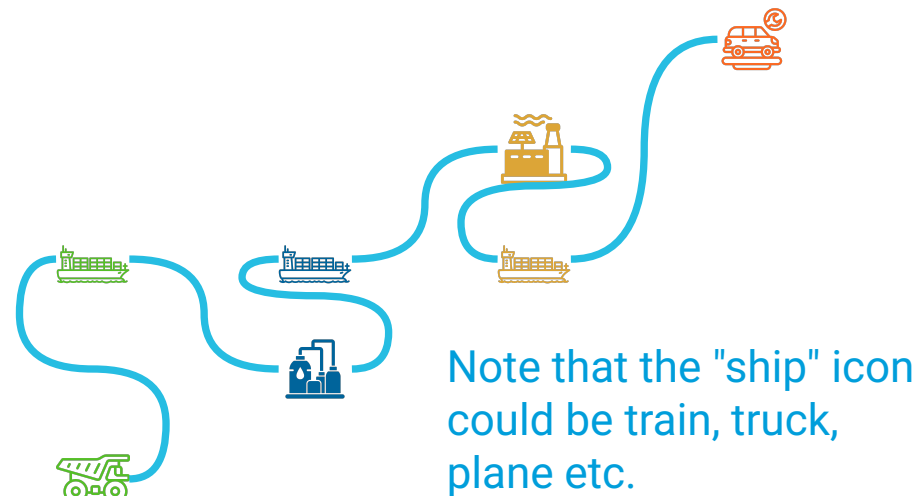 Note that the "ship" icon
could be train, truck,
plane etc.